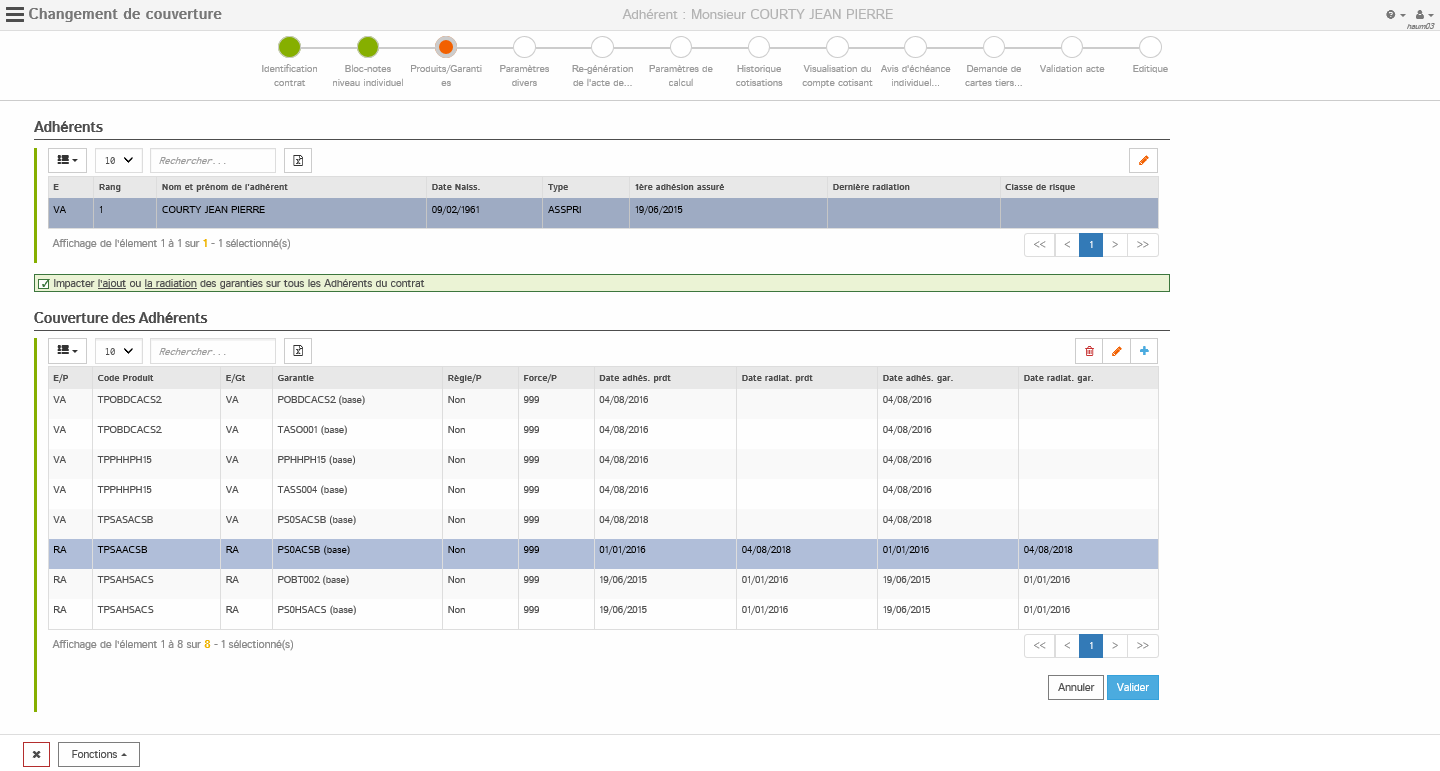 Changement de couverture
Adhérent : Monsieur COURTY JEAN PIERRE
haum03
Identification contrat
Bloc-notes niveau individuel
Produits/Garanti es
Paramètres divers
Re-génération de l'acte de...
Paramètres de calcul
Historique cotisations
Visualisation du compte cotisant
Avis d'échéance individuel...
Demande de cartes tiers...
Validation acte
Editique
Adhérents
10 Rechercher...
E Rang Nom et prénom de l'adhérent Date Naiss. Type 1ère adhésion assuré Dernière radiation Classe de risque
VA 1 COURTY JEAN PIERRE 09/02/1961 ASSPRI 19/06/2015
Affichage de l'élement 1 à 1 sur 1 - 1 sélectionné(s) << < 1 > >>
Impacter l'ajout ou la radiation des garanties sur tous les Adhérents du contrat
Couverture des Adhérents
10 Rechercher...
E/P Code Produit E/Gt Garantie Règie/P Force/P Date adhés. prdt Date radiat. prdt Date adhés. gar. Date radiat. gar.
VA TPOBDCACS2 VA POBDCACS2 (base) Non 999 04/08/2016 04/08/2016
VA TPOBDCACS2 VA TASO001 (base) Non 999 04/08/2016 04/08/2016
VA TPPHHPH15 VA PPHHPH15 (base) Non 999 04/08/2016 04/08/2016
VA TPPHHPH15 VA TASS004 (base) Non 999 04/08/2016 04/08/2016
VA TPSASACSB VA PS0SACSB (base) Non 999 04/08/2018 04/08/2018
RA TPSAACSB RA PS0ACSB (base) Non 999 01/01/2016 04/08/2018 01/01/2016 04/08/2018
RA TPSAHSACS RA POBT002 (base) Non 999 19/06/2015 01/01/2016 19/06/2015 01/01/2016
RA TPSAHSACS RA PS0HSACS (base) Non 999 19/06/2015 01/01/2016 19/06/2015 01/01/2016
Affichage de l'élement 1 à 8 sur 8 - 1 sélectionné(s) << < 1 > >>
Annuler Valider
Fonctions